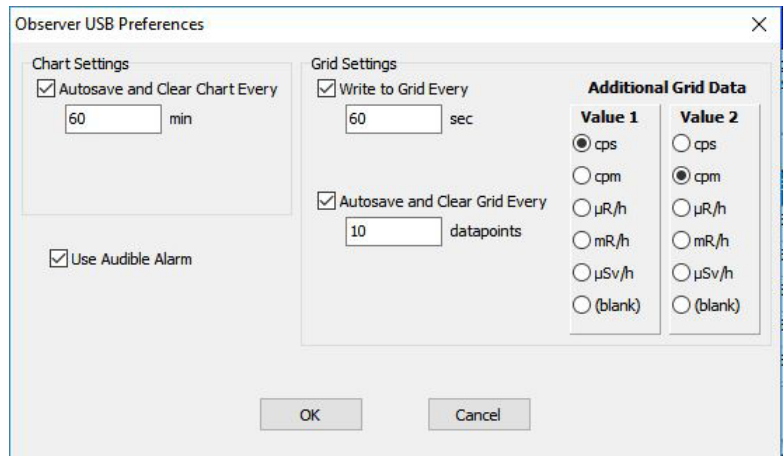 Observer USB Preferences
Chart Settings
Autosave and Clear Chart Every
60 min
Use Audible Alarm
Grid Settings
Write to Grid Every
60 sec
Autosave and Clear Grid Every
10 datapoints
Additional Grid Data
Value 1
cps
cpm
µR/h
mR/h
µSv/h
(blank)
Value 2
cps
cpm
µR/h
mR/h
µSv/h
(blank)
OK
Cancel